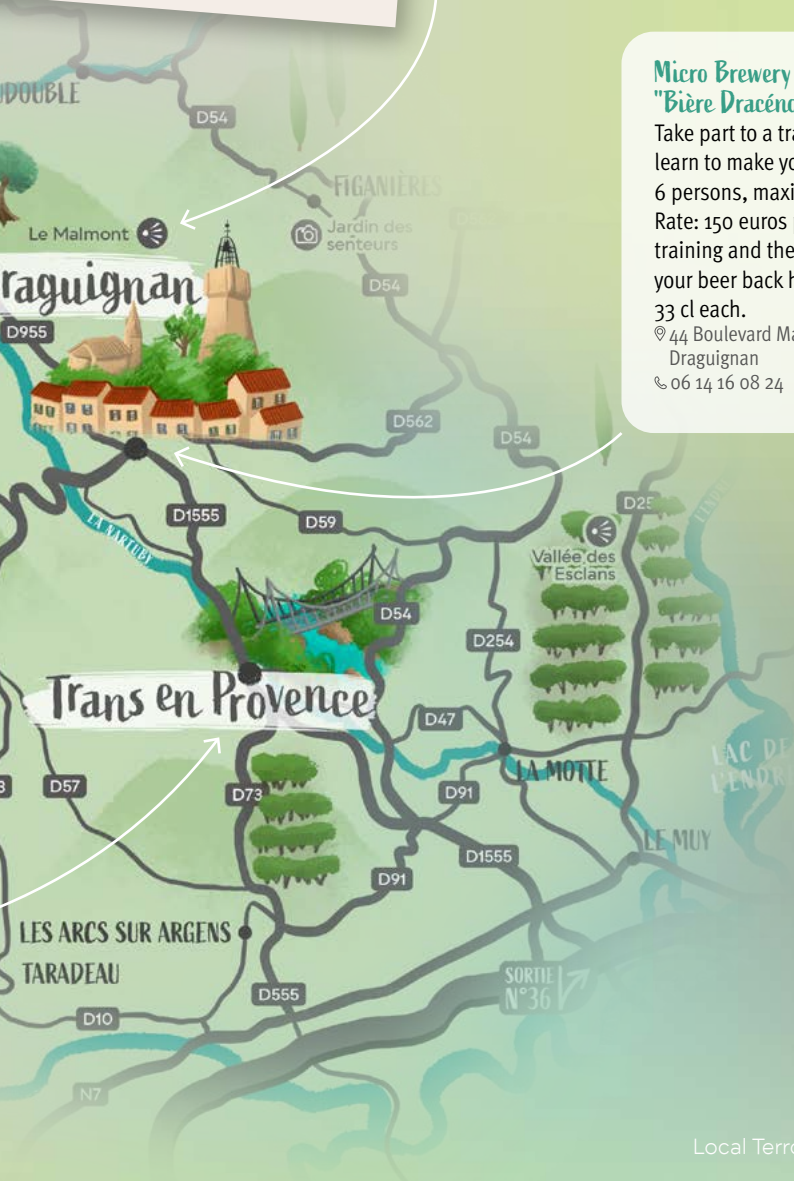 UDOUBLE
D54
Micro Brewery
"Bière Dracéno
Take part to a tra
learn to make yo
6 persons, maxi
Rate: 150 euros p
training and the
your beer back h
33 cl each.
44 Boulevard Ma
Draguignan
06 14 16 08 24
FIGANIÈRES
Le Malmont
Jardin des
senteurs
raguignan
D54
D955
D562
D54
D25
D1555
D59
LA NARTUBY
Vallée des
Esclans
D54
D254
Trans en Provence
D47
LAC DE
L'ENDR
LA MOTTE
D57
D73
D91
LE MUY
D1555
D91
LES ARCS SUR ARGENS
TARADEAU
SORTIE
N°36
D555
D10
N7
Local Terro